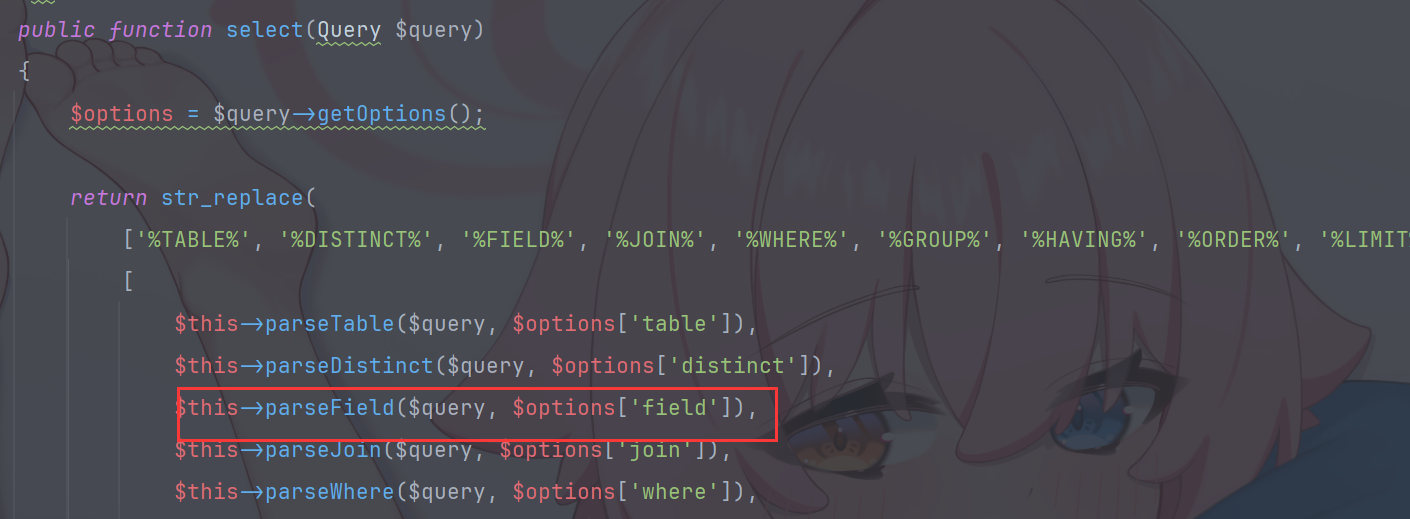 public function select(Query $query)
{
$options = $query->getOptions();
return str_replace(
['%TABLE%', '%DISTINCT%', '%FIELD%', '%JOIN%', '%WHERE%', '%GROUP%', '%HAVING%', '%ORDER%', '%LIMIT%
[
$this->parseTable($query, $options['table']),
$this->parseDistinct($query, $options['distinct']),
$this->parseField($query, $options['field']),
$this->parseJoin($query, $options['join']),
$this->parseWhere($query, $options['where']),